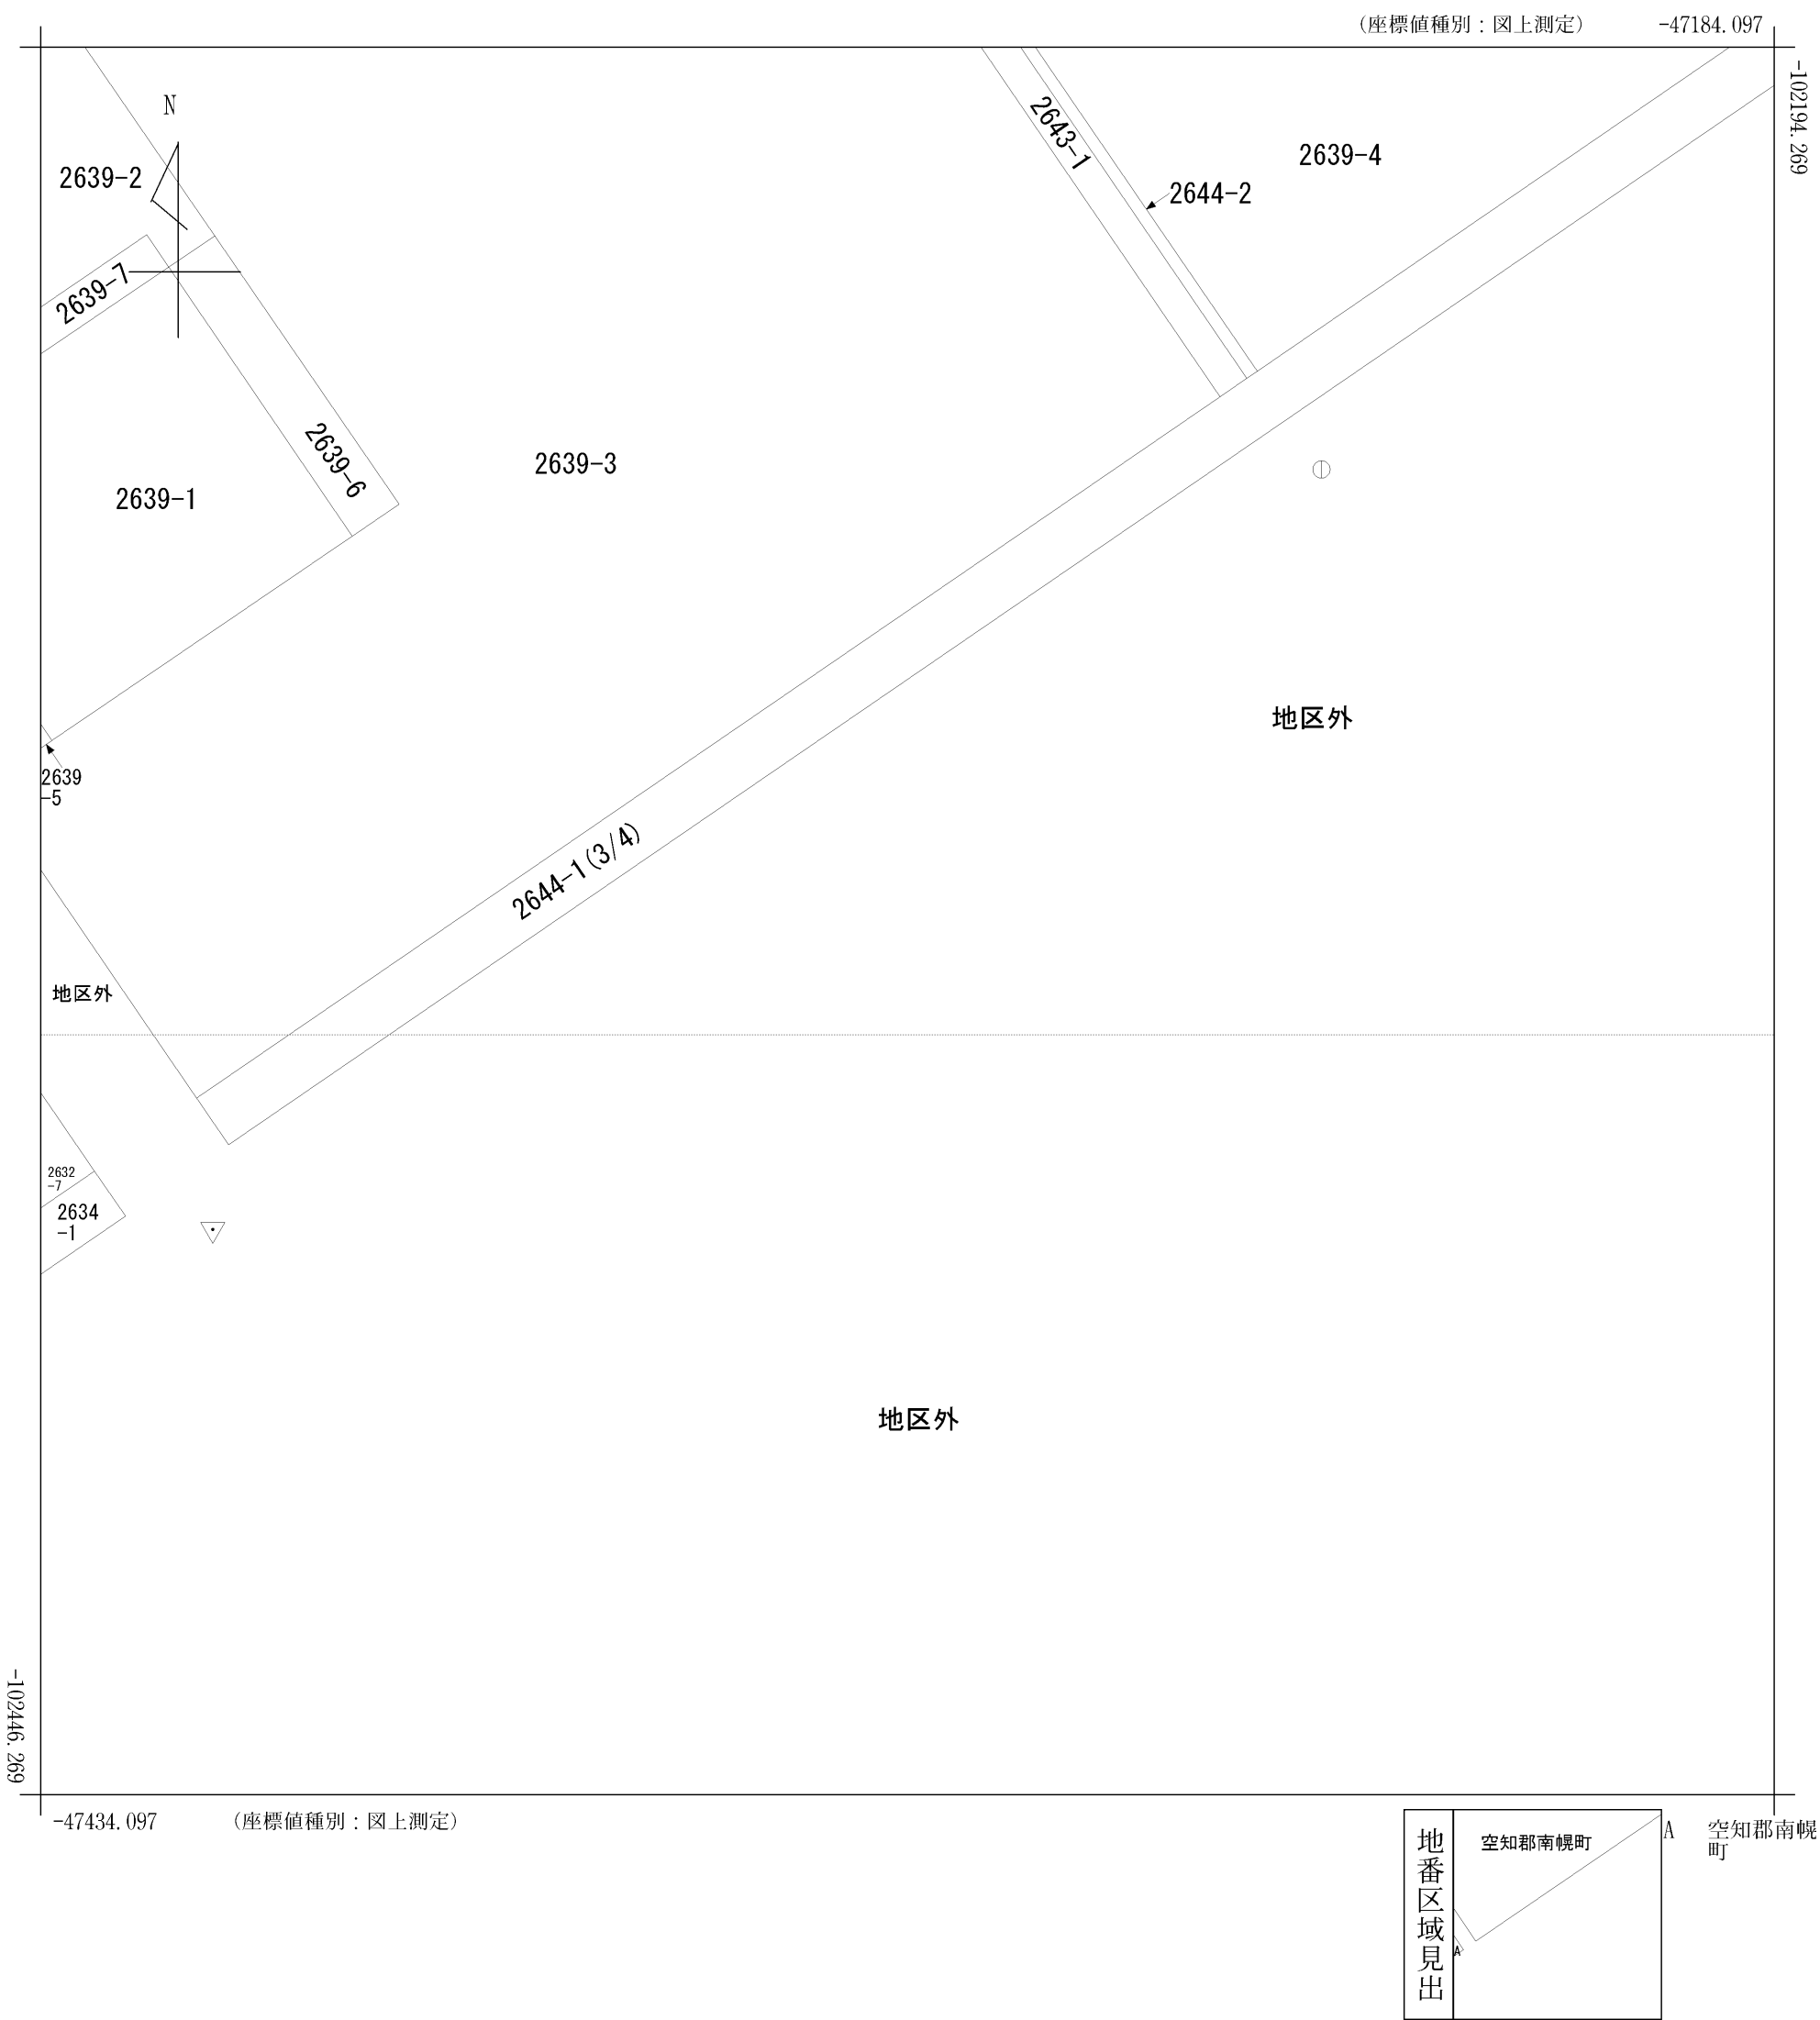 (座標値種別：図上測定)
-47184.097
-102194.269
N
2643-1
2639-4
2639-2
2644-2
2639-7
2639-6
2639-3
2639-1
地区外
2639
-5
2644-1(3/4)
地区外
2632
-7
2634
-1
地区外
-102446.269
-47434.097
(座標値種別：図上測定)
地番区域見出
空知郡南幌町
A
A
空知郡南幌
町